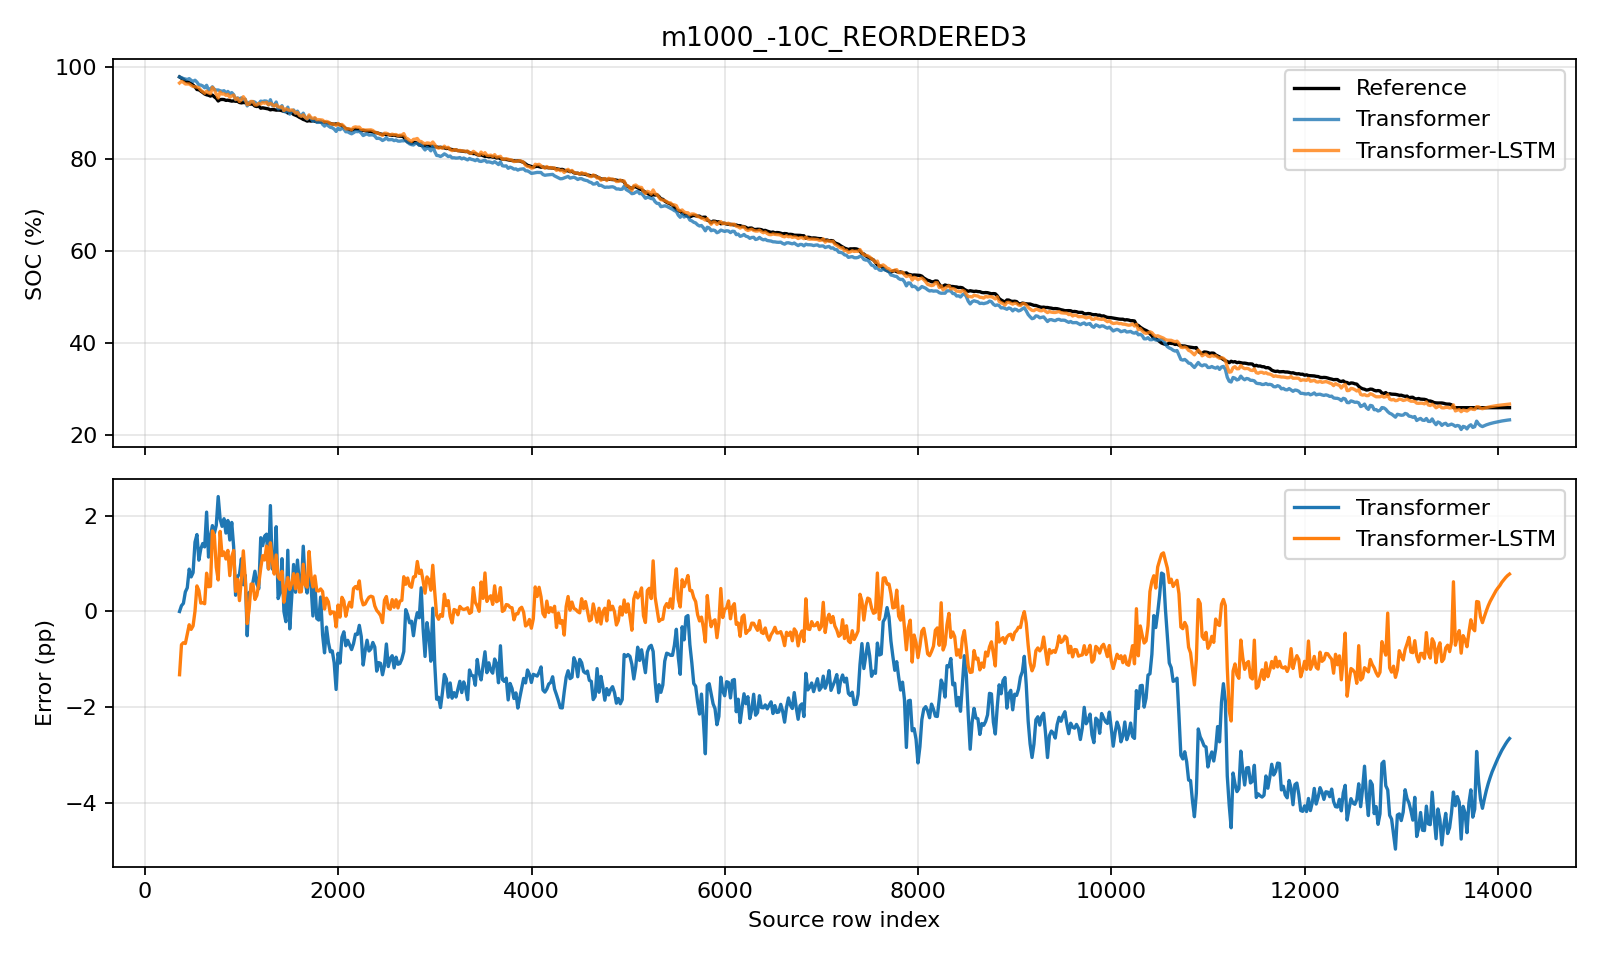 m1000_-10C_REORDERED3
100
80
60
40
20
SOC (%)
Reference
Transformer
Transformer-LSTM
2
0
−2
−4
Error (pp)
Transformer
Transformer-LSTM
0 2000 4000 6000 8000 10000 12000 14000
Source row index